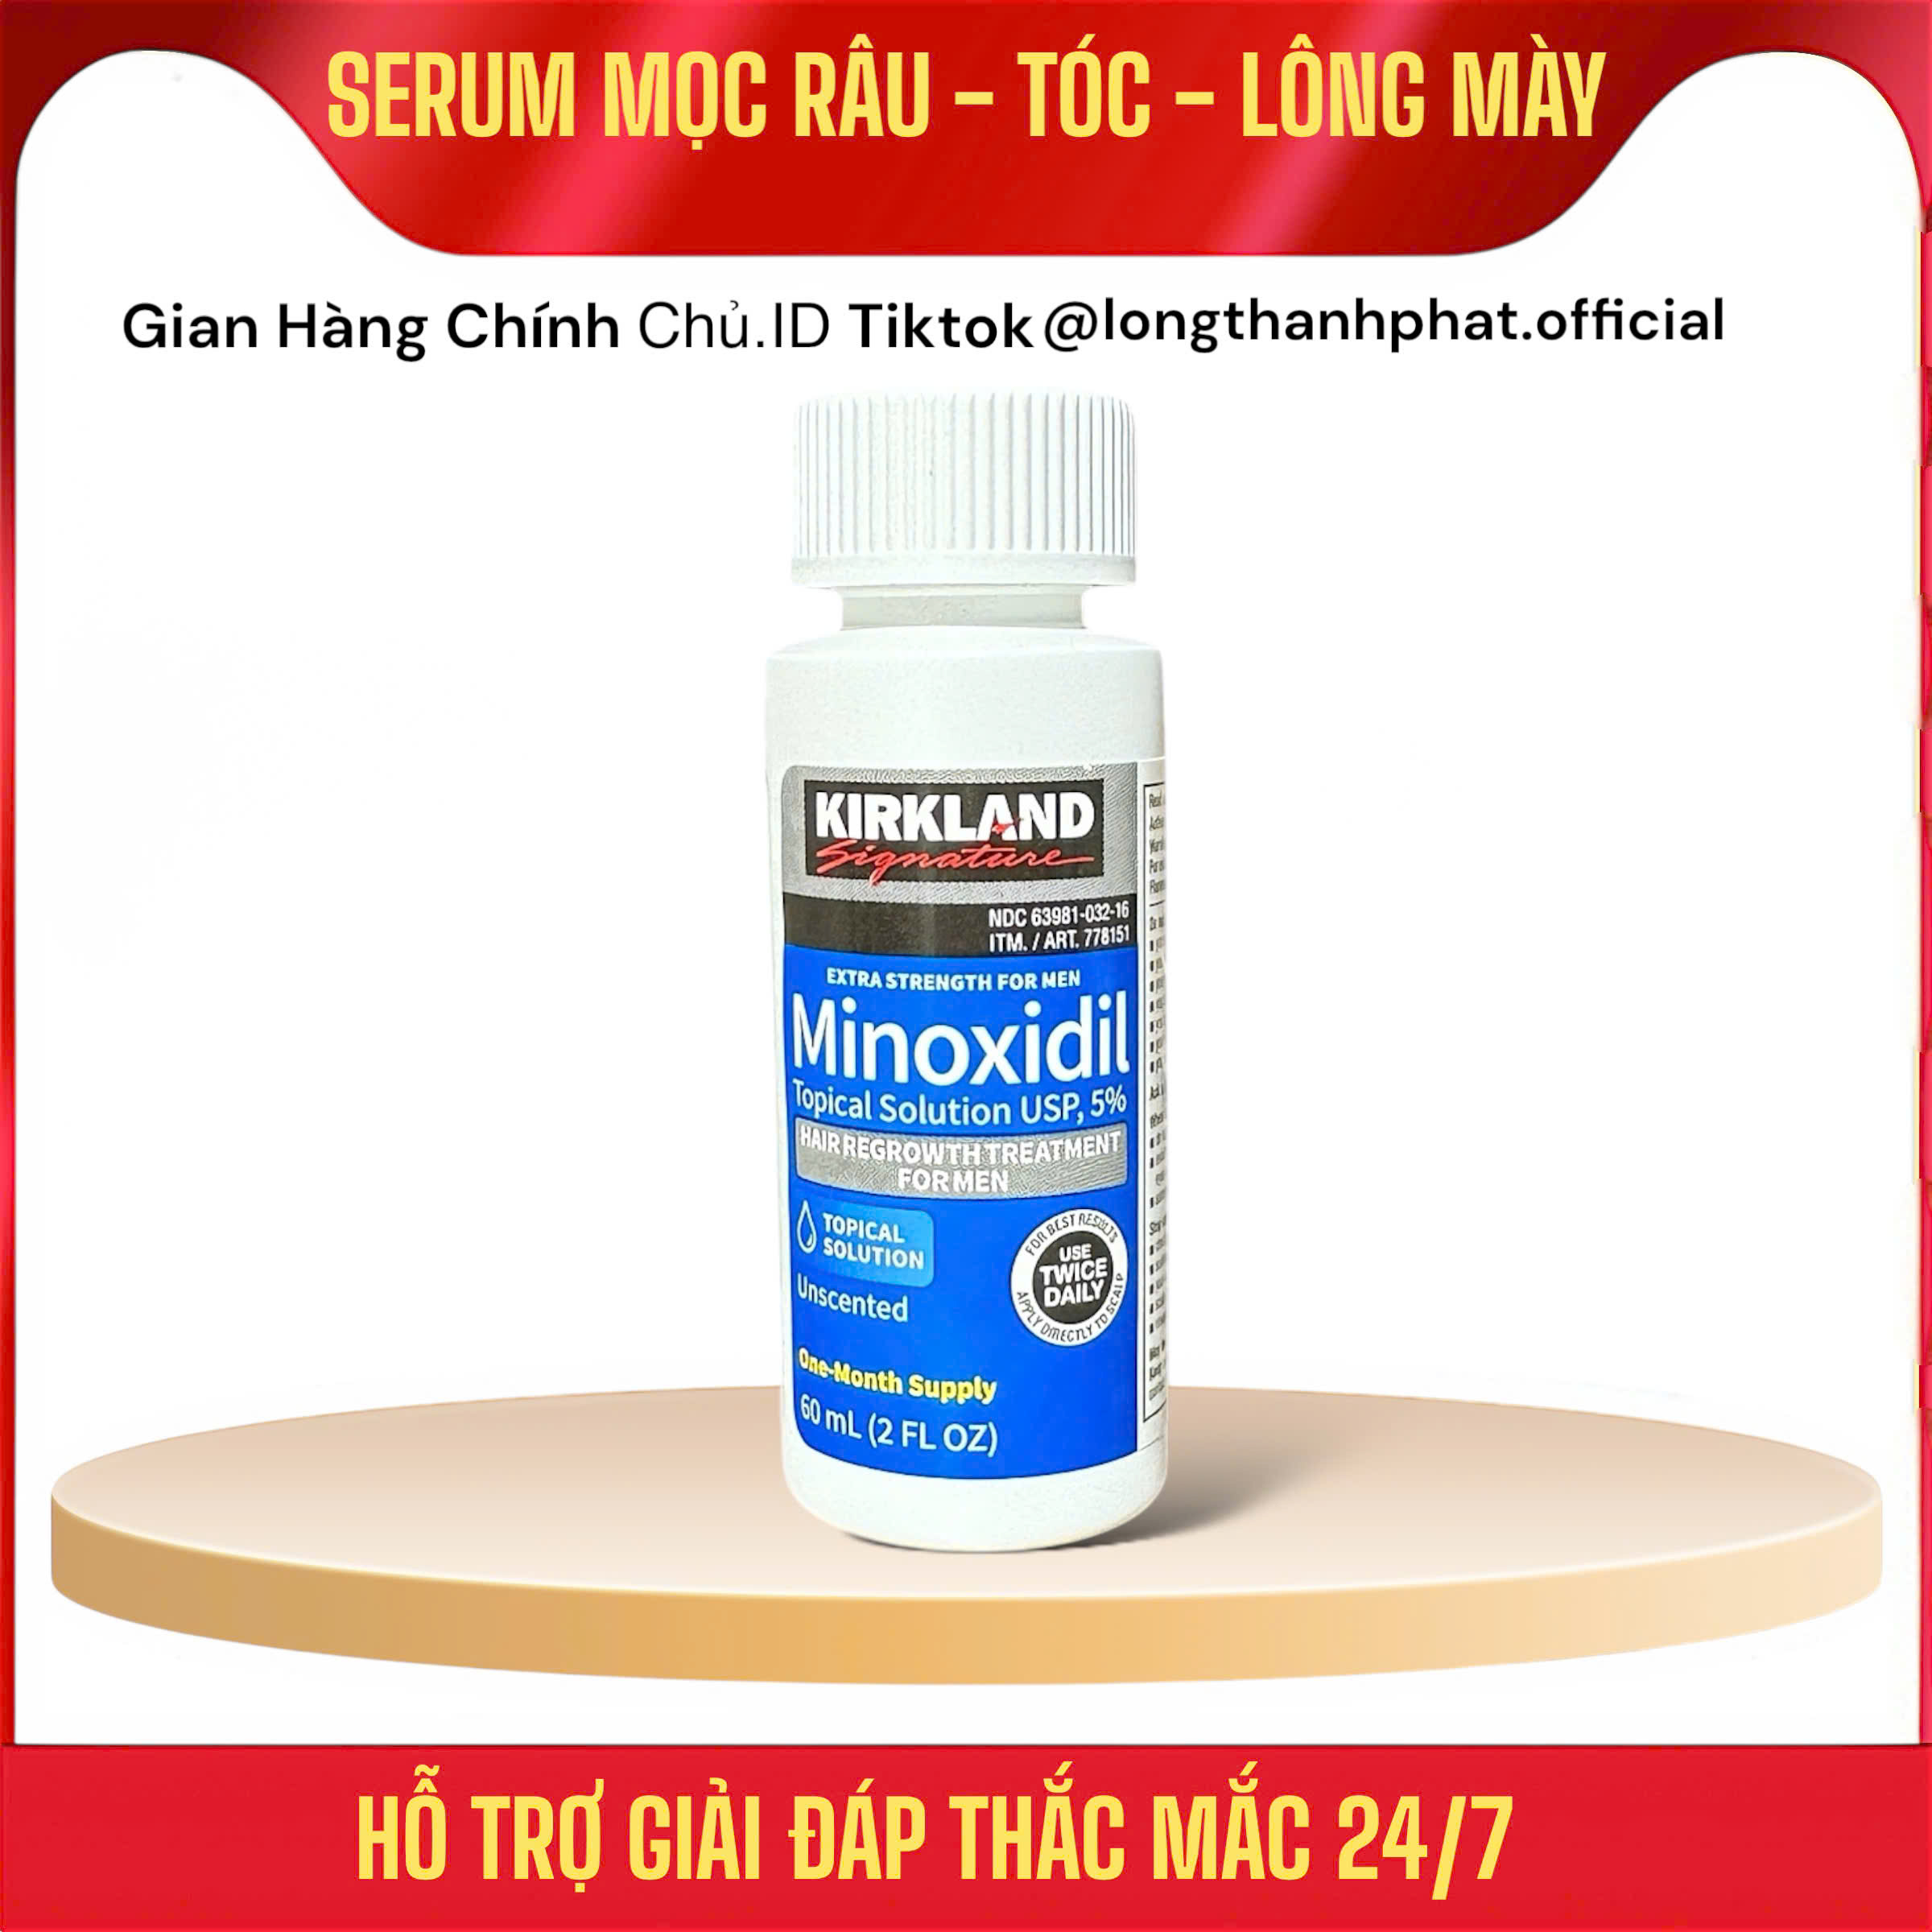 SERUM MỌC RÂU - TÓC - LÔNG MÀY
Gian Hàng Chính Chủ.ID Tiktok @longthanhphat.official
KIRKLAND
Signature
NDC 63981-032-16
ITM. / ART. 778151
EXTRA STRENGTH FOR MEN
Minoxidil
Topical Solution USP, 5%
HAIR REGROWTH TREATMENT
FOR MEN
TOPICAL
SOLUTION
Unscented
FOR BEST RESULTS
USE
TWICE
DAILY
APPLY DIRECTLY TO SCALP
One-Month Supply
60 mL (2 FL OZ)
HỖ TRỢ GIẢI ĐÁP THẮC MẮC 24/7